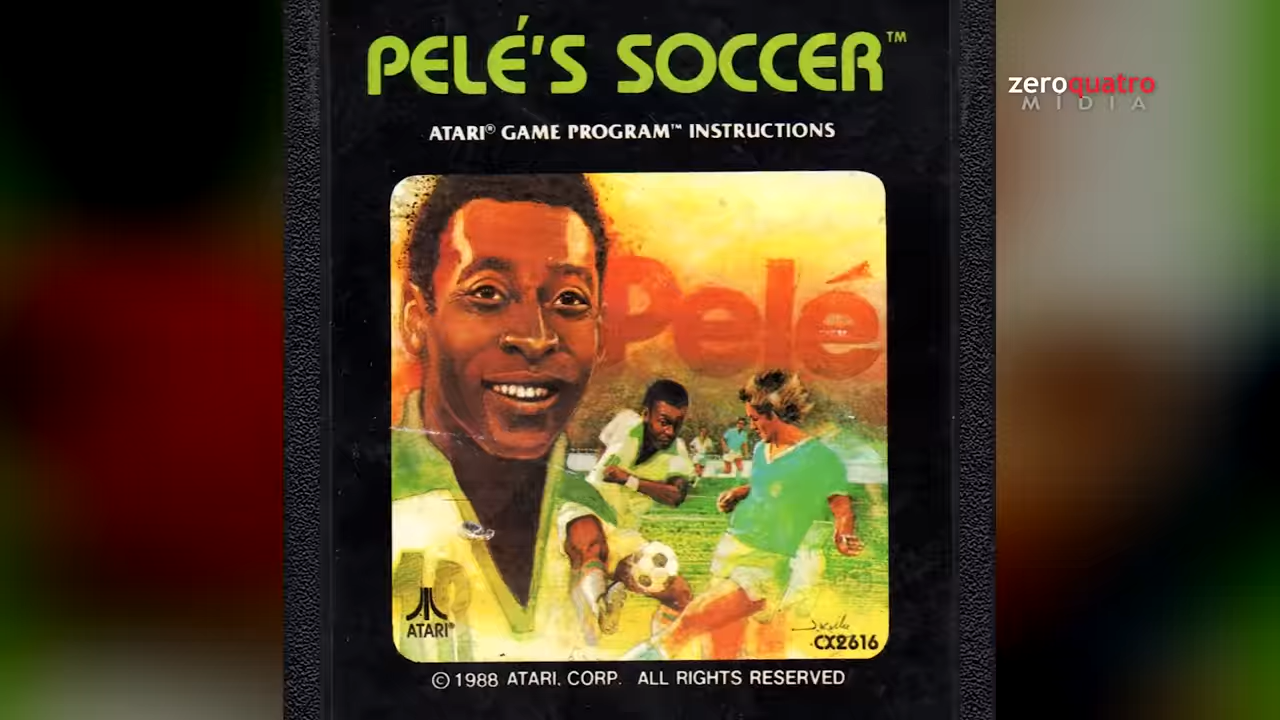 PELÉ'S SOCCER™
zeroquatro
MIDIA
ATARI® GAME PROGRAM™ INSTRUCTIONS
Pelé
ATARI®
CX2616
© 1988 ATARI, CORP. ALL RIGHTS RESERVED